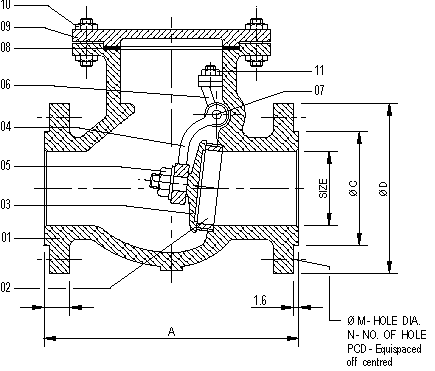 10
09
08
11
06
07
04
05
SIZE
Ø C
Ø D
03
01
02
1.6
A
Ø M - HOLE DIA.
N - NO. OF HOLE
PCD - Equispaced
off centred